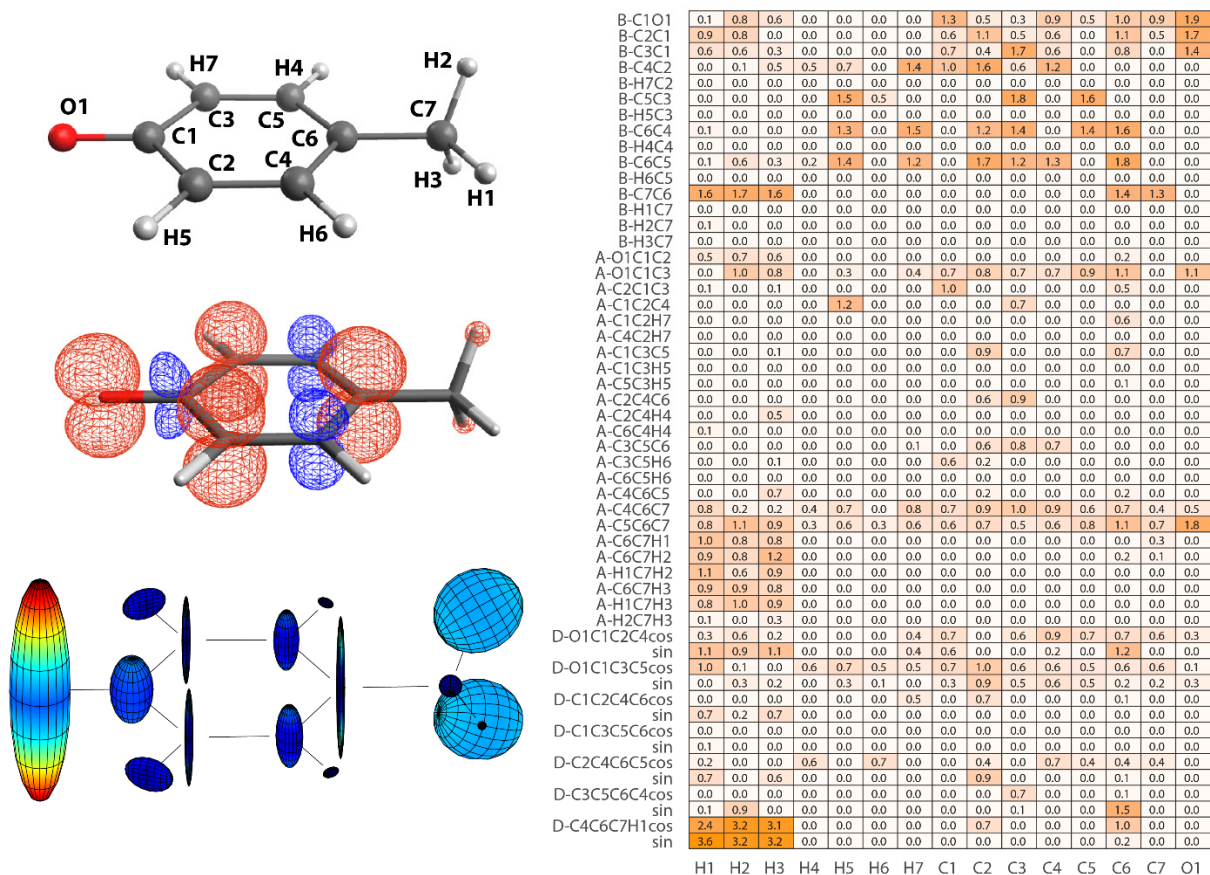 H7
H4
H2
O1
C3
C5
C7
C1
C6
C2
C4
H3
H1
H5
H6
B-C1O1 0.1 0.8 0.6 0.0 0.0 0.0 0.0 1.3 0.5 0.3 0.9 0.5 1.0 0.9 1.9
B-C2C1 0.9 0.8 0.0 0.0 0.0 0.0 0.0 0.6 1.1 0.5 0.6 0.0 1.1 0.5 1.7
B-C3C1 0.6 0.6 0.3 0.0 0.0 0.0 0.0 0.7 0.4 1.7 0.6 0.0 0.8 0.0 1.4
B-C4C2 0.0 0.1 0.5 0.5 0.7 0.0 1.4 1.0 1.6 0.6 1.2 0.0 0.0 0.0 0.0
B-H7C2 0.0 0.0 0.0 0.0 0.0 0.0 0.0 0.0 0.0 0.0 0.0 0.0 0.0 0.0 0.0
B-C5C3 0.0 0.0 0.0 0.0 1.5 0.5 0.0 0.0 0.0 1.8 0.0 1.6 0.0 0.0 0.0
B-H5C3 0.0 0.0 0.0 0.0 0.0 0.0 0.0 0.0 0.0 0.0 0.0 0.0 0.0 0.0 0.0
B-C6C4 0.1 0.0 0.0 0.0 1.3 0.0 1.5 0.0 1.2 1.4 0.0 1.4 1.6 0.0 0.0
B-H4C4 0.0 0.0 0.0 0.0 0.0 0.0 0.0 0.0 0.0 0.0 0.0 0.0 0.0 0.0 0.0
B-C6C5 0.1 0.6 0.3 0.2 1.4 0.0 1.2 0.0 1.7 1.2 1.3 0.0 1.8 0.0 0.0
B-H6C5 0.0 0.0 0.0 0.0 0.0 0.0 0.0 0.0 0.0 0.0 0.0 0.0 0.0 0.0 0.0
B-C7C6 1.6 1.7 1.6 0.0 0.0 0.0 0.0 0.0 0.0 0.0 0.0 0.0 1.4 1.3 0.0
B-H1C7 0.0 0.0 0.0 0.0 0.0 0.0 0.0 0.0 0.0 0.0 0.0 0.0 0.0 0.0 0.0
B-H2C7 0.1 0.0 0.0 0.0 0.0 0.0 0.0 0.0 0.0 0.0 0.0 0.0 0.0 0.0 0.0
B-H3C7 0.0 0.0 0.0 0.0 0.0 0.0 0.0 0.0 0.0 0.0 0.0 0.0 0.0 0.0 0.0
A-O1C1C2 0.5 0.7 0.6 0.0 0.0 0.0 0.0 0.0 0.0 0.0 0.0 0.0 0.2 0.0 0.0
A-O1C1C3 0.0 1.0 0.8 0.0 0.3 0.0 0.4 0.7 0.8 0.7 0.7 0.9 1.1 0.0 1.1
A-C2C1C3 0.1 0.0 0.1 0.0 0.0 0.0 0.0 1.0 0.0 0.0 0.0 0.0 0.5 0.0 0.0
A-C1C2C4 0.0 0.0 0.0 0.0 1.2 0.0 0.0 0.0 0.0 0.7 0.0 0.0 0.0 0.0 0.0
A-C1C2H7 0.0 0.0 0.0 0.0 0.0 0.0 0.0 0.0 0.0 0.0 0.0 0.0 0.6 0.0 0.0
A-C4C2H7 0.0 0.0 0.0 0.0 0.0 0.0 0.0 0.0 0.0 0.0 0.0 0.0 0.0 0.0 0.0
A-C1C3C5 0.0 0.0 0.1 0.0 0.0 0.0 0.0 0.0 0.9 0.0 0.0 0.0 0.7 0.0 0.0
A-C1C3H5 0.0 0.0 0.0 0.0 0.0 0.0 0.0 0.0 0.0 0.0 0.0 0.0 0.0 0.0 0.0
A-C5C3H5 0.0 0.0 0.0 0.0 0.0 0.0 0.0 0.0 0.0 0.0 0.0 0.0 0.1 0.0 0.0
A-C2C4C6 0.0 0.0 0.0 0.0 0.0 0.0 0.0 0.0 0.6 0.9 0.0 0.0 0.0 0.0 0.0
A-C2C4H4 0.0 0.0 0.5 0.0 0.0 0.0 0.0 0.0 0.0 0.0 0.0 0.0 0.0 0.0 0.0
A-C6C4H4 0.1 0.0 0.0 0.0 0.0 0.0 0.0 0.0 0.0 0.0 0.0 0.0 0.0 0.0 0.0
A-C3C5C6 0.0 0.0 0.0 0.0 0.0 0.0 0.1 0.0 0.6 0.8 0.7 0.0 0.0 0.0 0.0
A-C3C5H6 0.0 0.0 0.1 0.0 0.0 0.0 0.0 0.6 0.2 0.0 0.0 0.0 0.0 0.0 0.0
A-C6C5H6 0.0 0.0 0.0 0.0 0.0 0.0 0.0 0.0 0.0 0.0 0.0 0.0 0.0 0.0 0.0
A-C4C6C5 0.0 0.0 0.7 0.0 0.0 0.0 0.0 0.0 0.2 0.0 0.0 0.0 0.2 0.0 0.0
A-C4C6C7 0.8 0.2 0.2 0.4 0.7 0.0 0.8 0.7 0.9 1.0 0.9 0.6 0.7 0.4 0.5
A-C5C6C7 0.8 1.1 0.9 0.3 0.6 0.3 0.6 0.6 0.7 0.5 0.6 0.8 1.1 0.7 1.8
A-C6C7H1 1.0 0.8 0.8 0.0 0.0 0.0 0.0 0.0 0.0 0.0 0.0 0.0 0.0 0.3 0.0
A-C6C7H2 0.9 0.8 1.2 0.0 0.0 0.0 0.0 0.0 0.0 0.0 0.0 0.0 0.2 0.1 0.0
A-H1C7H2 1.1 0.6 0.9 0.0 0.0 0.0 0.0 0.0 0.0 0.0 0.0 0.0 0.0 0.0 0.0
A-C6C7H3 0.9 0.9 0.8 0.0 0.0 0.0 0.0 0.0 0.0 0.0 0.0 0.0 0.0 0.0 0.0
A-H1C7H3 0.8 1.0 0.9 0.0 0.0 0.0 0.0 0.0 0.0 0.0 0.0 0.0 0.0 0.0 0.0
A-H2C7H3 0.1 0.0 0.3 0.0 0.0 0.0 0.0 0.0 0.0 0.0 0.0 0.0 0.0 0.0 0.0
D-O1C1C2C4cos 0.3 0.6 0.2 0.0 0.0 0.0 0.4 0.7 0.0 0.6 0.9 0.7 0.7 0.6 0.3
sin 1.1 0.9 1.1 0.0 0.0 0.0 0.4 0.6 0.0 0.0 0.2 0.0 1.2 0.0 0.0
D-O1C1C3C5cos 1.0 0.1 0.0 0.6 0.7 0.5 0.5 0.7 1.0 0.6 0.6 0.5 0.6 0.6 0.1
sin 0.0 0.3 0.2 0.0 0.3 0.1 0.0 0.3 0.9 0.5 0.6 0.5 0.2 0.2 0.3
D-C1C2C4C6cos 0.0 0.0 0.0 0.0 0.0 0.0 0.5 0.0 0.7 0.0 0.0 0.0 0.1 0.0 0.0
sin 0.7 0.2 0.7 0.0 0.0 0.0 0.0 0.0 0.0 0.0 0.0 0.0 0.0 0.0 0.0
D-C1C3C5C6cos 0.0 0.0 0.0 0.0 0.0 0.0 0.0 0.0 0.0 0.0 0.0 0.0 0.0 0.0 0.0
sin 0.1 0.0 0.0 0.0 0.0 0.0 0.0 0.0 0.0 0.0 0.0 0.0 0.0 0.0 0.0
D-C2C4C6C5cos 0.2 0.0 0.0 0.6 0.0 0.7 0.0 0.0 0.0 0.0 0.7 0.4 0.4 0.4 0.0
sin 0.7 0.0 0.6 0.0 0.0 0.0 0.0 0.0 0.9 0.0 0.0 0.0 0.1 0.0 0.0
D-C3C5C6C4cos 0.0 0.0 0.0 0.0 0.0 0.0 0.0 0.0 0.0 0.7 0.0 0.0 0.1 0.0 0.0
sin 0.1 0.9 0.0 0.0 0.0 0.0 0.0 0.0 0.0 0.1 0.0 0.0 1.5 0.0 0.0
D-C4C6C7H1cos 2.4 3.2 3.1 0.0 0.0 0.0 0.0 0.0 0.7 0.0 0.0 0.0 1.0 0.0 0.0
sin 3.6 3.2 3.2 0.0 0.0 0.0 0.0 0.0 0.0 0.0 0.0 0.0 0.2 0.0 0.0
H1 H2 H3 H4 H5 H6 H7 C1 C2 C3 C4 C5 C6 C7 O1